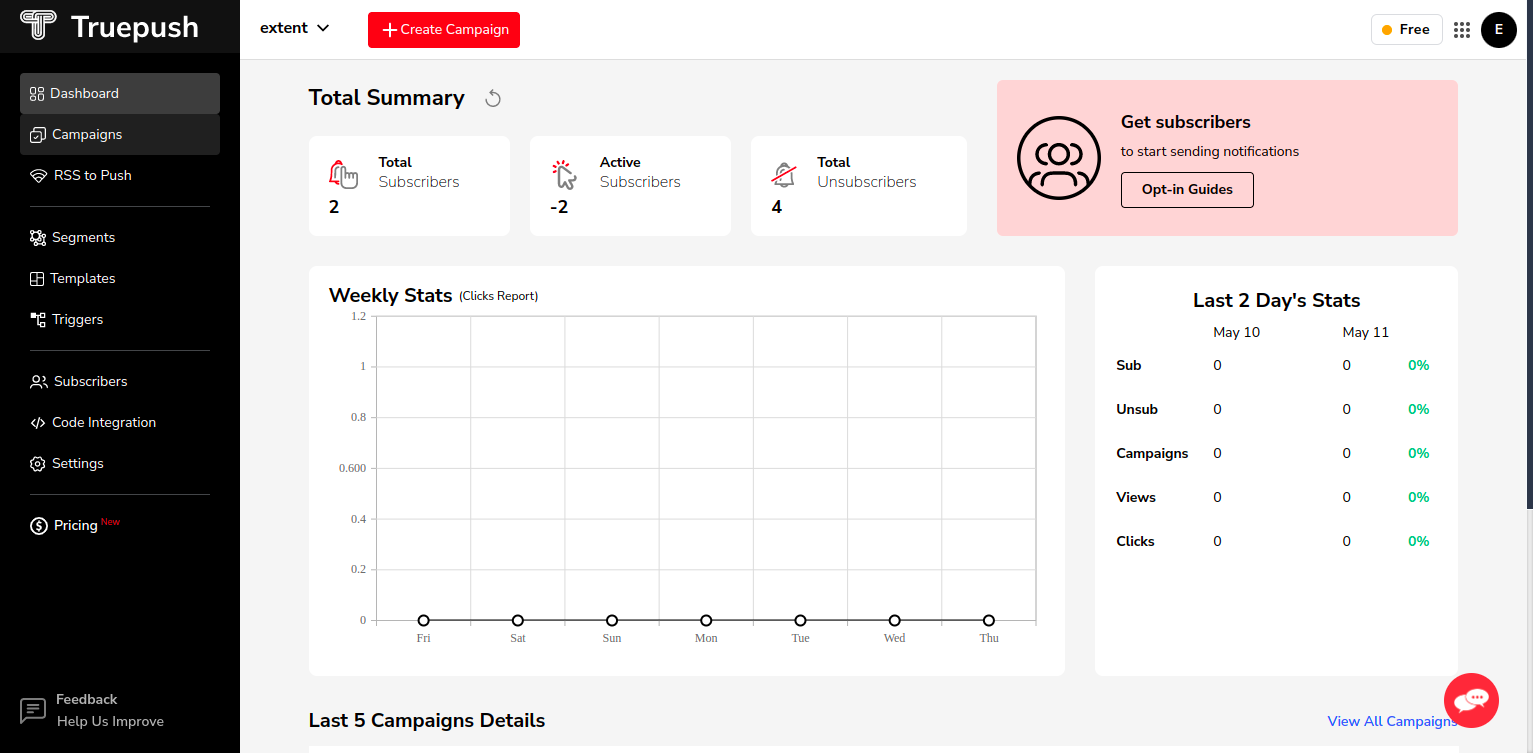 Truepush
extent
Create Campaign
Free
E
Dashboard
Campaigns
RSS to Push
Segments
Templates
Triggers
Subscribers
Code Integration
Settings
Pricing New
Feedback
Help Us Improve
Total Summary
Total
Subscribers
2
Active
Subscribers
-2
Total
Unsubscribers
4
Get subscribers
to start sending notifications
Opt-in Guides
Weekly Stats (Clicks Report)
1.2
1
0.8
0.600
0.4
0.2
0
Fri Sat Sun Mon Tue Wed Thu
Last 2 Day's Stats
May 10 May 11
Sub 0 0 0%
Unsub 0 0 0%
Campaigns 0 0 0%
Views 0 0 0%
Clicks 0 0 0%
Last 5 Campaigns Details
View All Campaigns